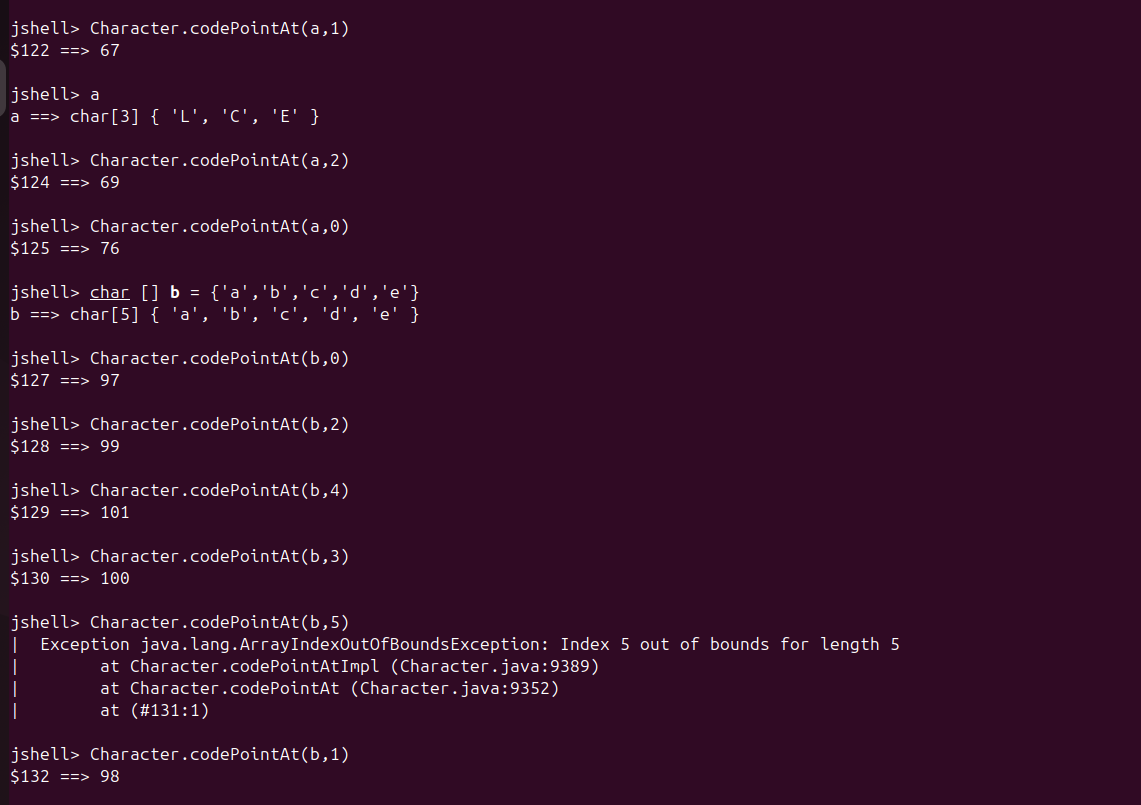 jshell> Character.codePointAt(a,1)
$122 ==> 67
jshell> a
a ==> char[3] { 'L', 'C', 'E' }
jshell> Character.codePointAt(a,2)
$124 ==> 69
jshell> Character.codePointAt(a,0)
$125 ==> 76
jshell> char [] b = {'a','b','c','d','e'}
b ==> char[5] { 'a', 'b', 'c', 'd', 'e' }
jshell> Character.codePointAt(b,0)
$127 ==> 97
jshell> Character.codePointAt(b,2)
$128 ==> 99
jshell> Character.codePointAt(b,4)
$129 ==> 101
jshell> Character.codePointAt(b,3)
$130 ==> 100
jshell> Character.codePointAt(b,5)
|  Exception java.lang.ArrayIndexOutOfBoundsException: Index 5 out of bounds for length 5
|        at Character.codePointAtImpl (Character.java:9389)
|        at Character.codePointAt (Character.java:9352)
|        at (#131:1)
jshell> Character.codePointAt(b,1)
$132 ==> 98